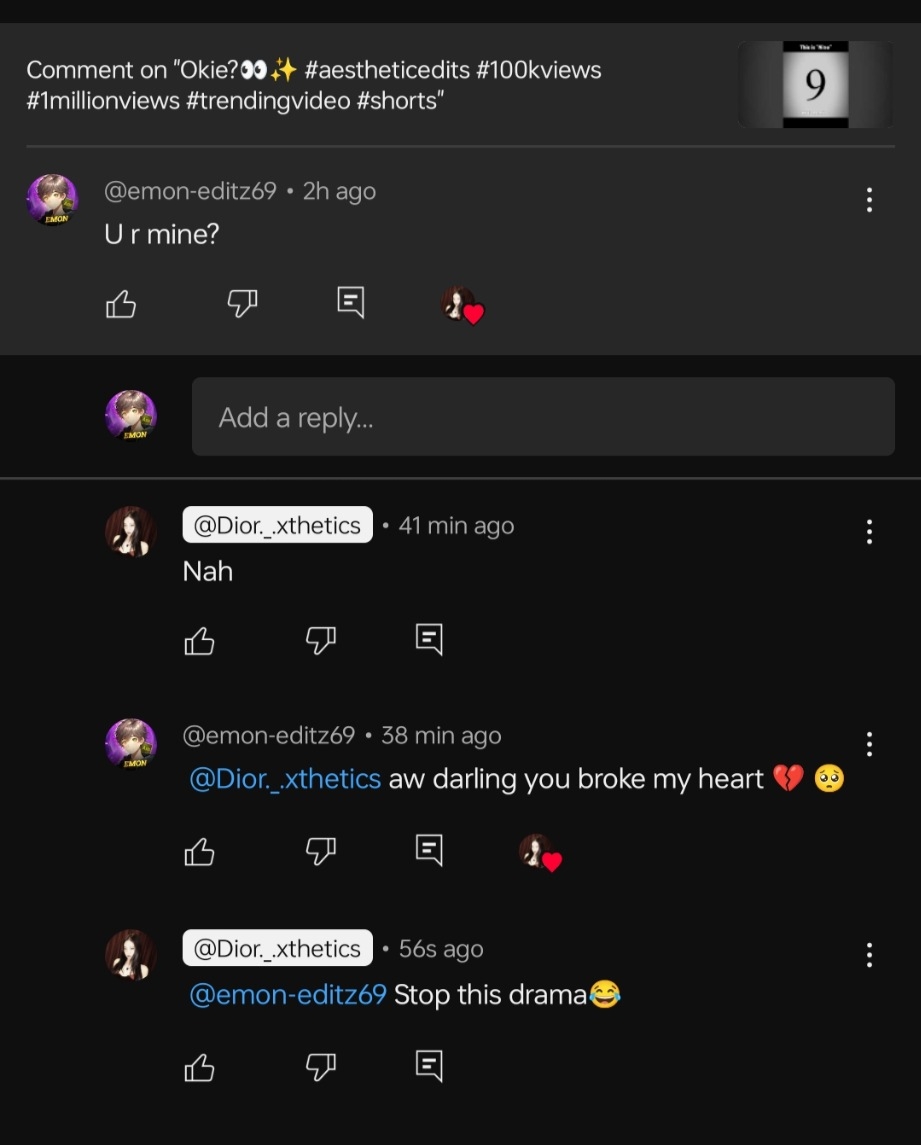 Comment on "Okie?👀✨ #aestheticedits #100kviews
#1millionviews #trendingvideo #shorts"
This is "Mine"
9
@emon-editz69 • 2h ago
EMON
U r mine?
EMON
Add a reply...
@Dior._.xthetics • 41 min ago
Nah
@emon-editz69 • 38 min ago
EMON
@Dior._.xthetics aw darling you broke my heart 💔 🥺
@Dior._.xthetics • 56s ago
@emon-editz69 Stop this drama😂